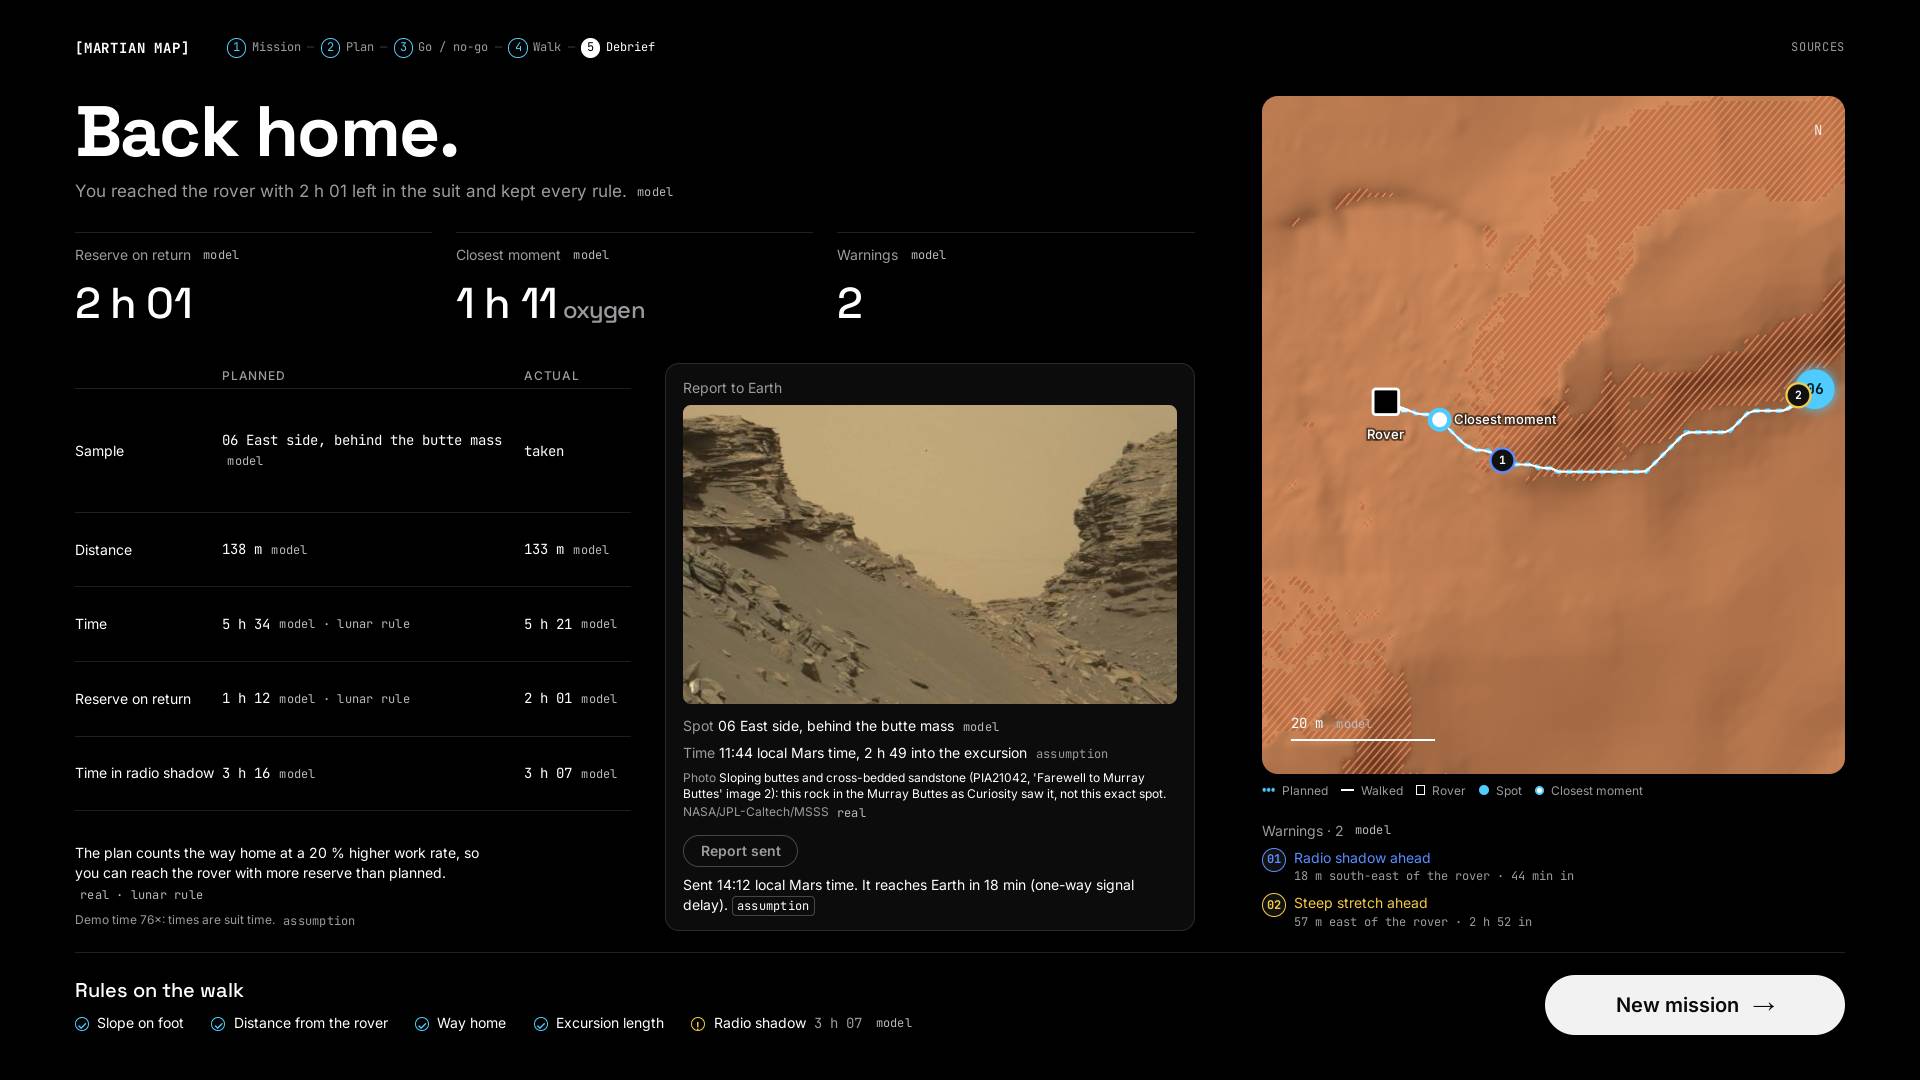 [MARTIAN MAP] 1 Mission – 2 Plan – 3 Go / no-go – 4 Walk – 5 Debrief SOURCES
Back home.
You reached the rover with 2 h 01 left in the suit and kept every rule. model
Reserve on return model
2 h 01
Closest moment model
1 h 11 oxygen
Warnings model
2
PLANNED ACTUAL
Sample 06 East side, behind the butte mass model taken
Distance 138 m model 133 m model
Time 5 h 34 model · lunar rule 5 h 21 model
Reserve on return 1 h 12 model · lunar rule 2 h 01 model
Time in radio shadow 3 h 16 model 3 h 07 model
The plan counts the way home at a 20 % higher work rate, so
you can reach the rover with more reserve than planned.
real · lunar rule
Demo time 76×: times are suit time. assumption
Report to Earth
Spot 06 East side, behind the butte mass model
Time 11:44 local Mars time, 2 h 49 into the excursion assumption
Photo Sloping buttes and cross-bedded sandstone (PIA21042, 'Farewell to Murray
Buttes' image 2): this rock in the Murray Buttes as Curiosity saw it, not this exact spot.
NASA/JPL-Caltech/MSSS real
Report sent
Sent 14:12 local Mars time. It reaches Earth in 18 min (one-way signal
delay). assumption
N
06
2
Closest moment
Rover
1
20 m model
Planned Walked Rover Spot Closest moment
Warnings · 2 model
01 Radio shadow ahead
18 m south-east of the rover · 44 min in
02 Steep stretch ahead
57 m east of the rover · 2 h 52 in
Rules on the walk
Slope on foot Distance from the rover Way home Excursion length Radio shadow 3 h 07 model
New mission →